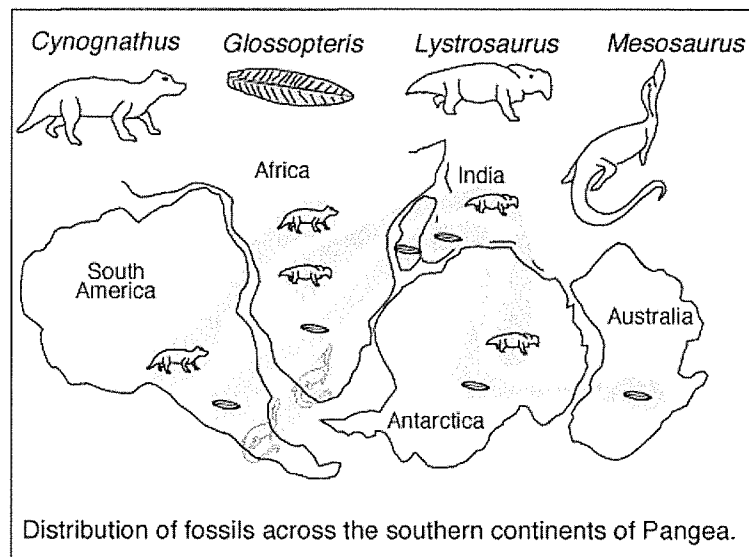 Cynognathus Glossopteris Lystrosaurus Mesosaurus
Africa
India
South
America
Australia
Antarctica
Distribution of fossils across the southern continents of Pangea.